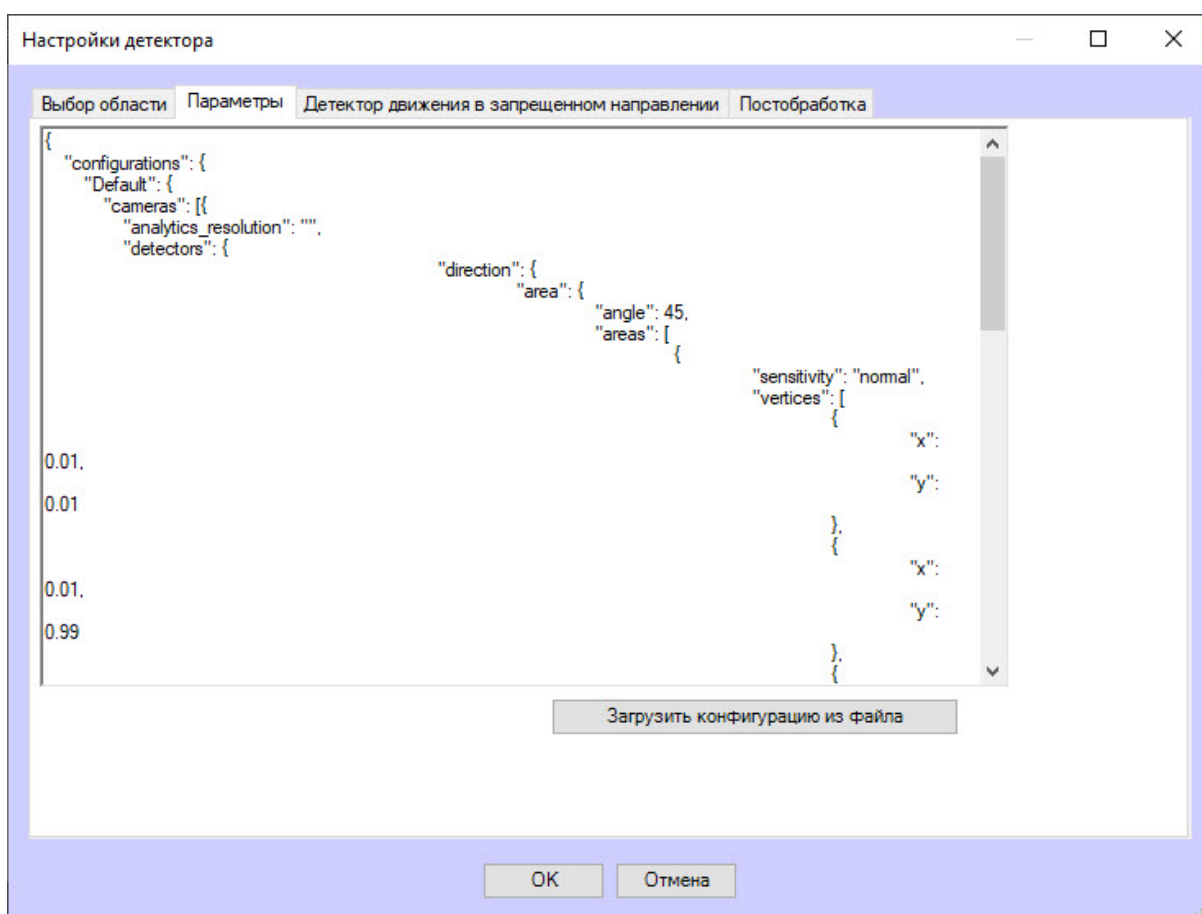 Настройки детектора
Выбор области Параметры Детектор движения в запрещенном направлении Постобработка
{
"configurations": {
"Default": {
"cameras": [{
"analytics_resolution": "",
"detectors": {
"direction": {
"area": {
"angle": 45,
"areas": [
{
"sensitivity": "normal",
"vertices": [
{
"x":
0.01,
"y":
0.01
},
{
"x":
0.01,
"y":
0.99
},
{
Загрузить конфигурацию из файла
OK Отмена